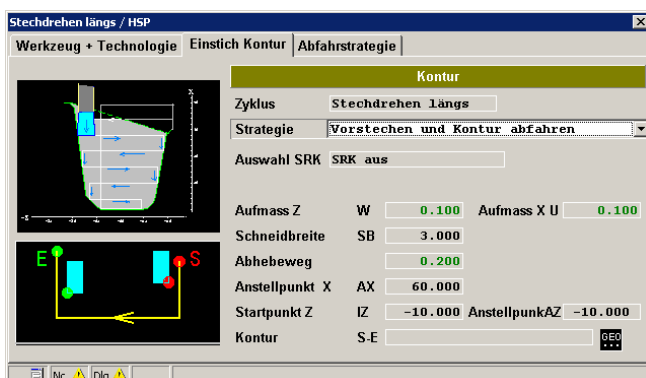 Stechdrehen längs / HSP
Werkzeug + Technologie Einstich Kontur Abfahrstrategie
Kontur
Zyklus Stechdrehen längs
Strategie Vorstechen und Kontur abfahren
Auswahl SRK SRK aus
Aufmass Z W 0.100 Aufmass X U 0.100
Schneidbreite SB 3.000
Abhebeweg 0.200
Anstellpunkt X AX 60.000
Startpunkt Z IZ -10.000 AnstellpunkAZ -10.000
Kontur S-E GEO
X
E S
Nc Dlg